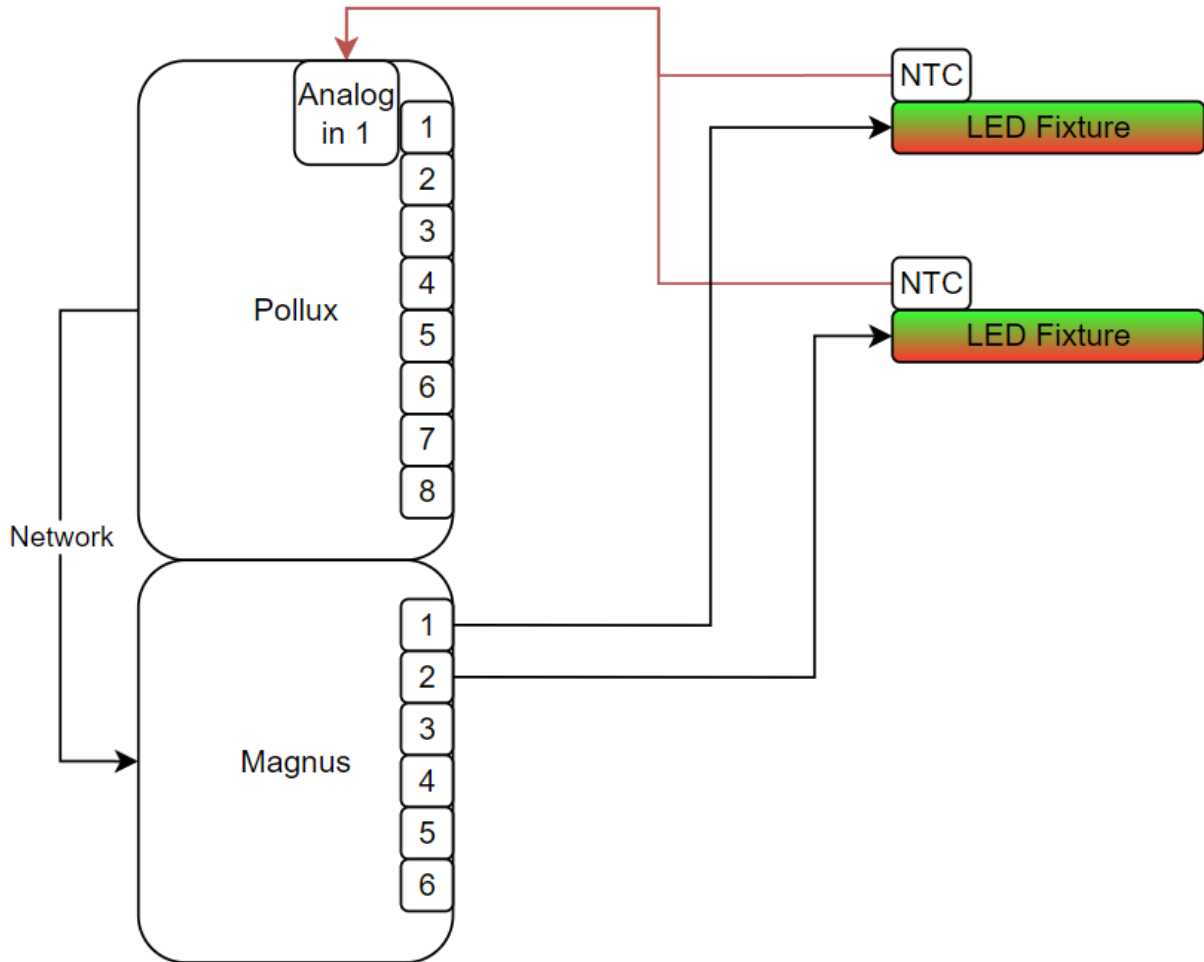 Analog
in 1
1
2
3
4
5
6
7
8
Pollux
Network
Magnus
1
2
3
4
5
6
NTC
LED Fixture
NTC
LED Fixture